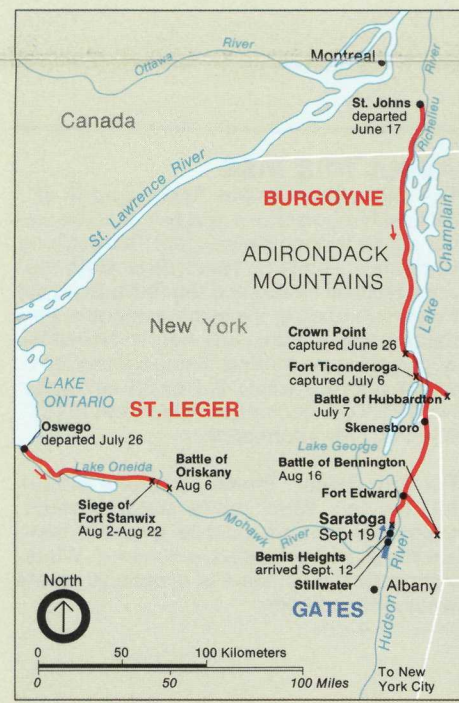 Ottawa River
Montreal
River
Richelieu
St. Johns
departed
June 17
Canada
St. Lawrence River
BURGOYNE
Lake Champlain
ADIRONDACK
MOUNTAINS
New York
Crown Point
captured June 26
Fort Ticonderoga
captured July 6
LAKE
ONTARIO
Battle of Hubbardton
July 7
ST. LEGER
Skenesboro
Oswego
departed July 26
Lake George
Lake Oneida
Battle of
Oriskany
Aug 6
Battle of Bennington
Aug 16
Siege of
Fort Stanwix
Aug 2-Aug 22
Fort Edward
Mohawk River
Saratoga
Sept 19
Bemis Heights
arrived Sept. 12
Stillwater
North
Albany
GATES
Hudson River
0 50 100 Kilometers
0 50 100 Miles
To New
York City